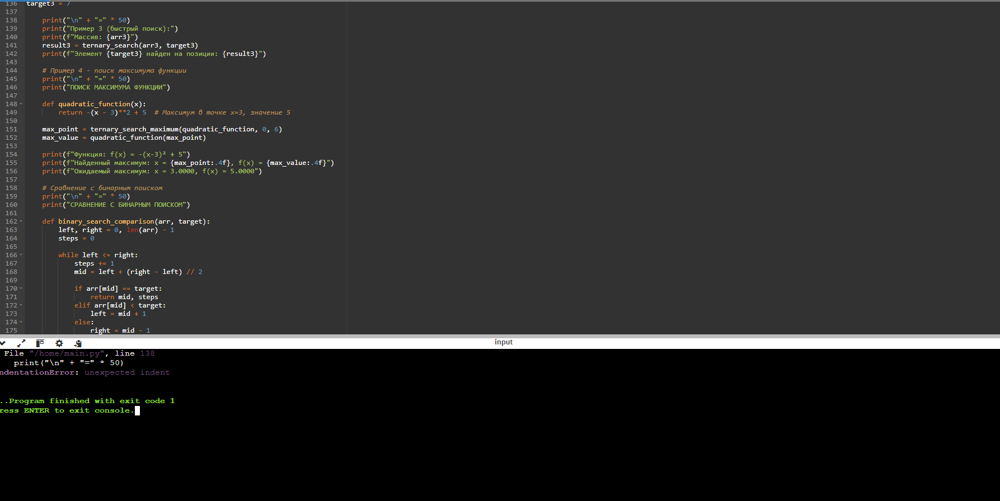 136 target3 = 7
137
138 print("\n" + "=" * 50)
139 print("Пример 3 (быстрый поиск):")
140 print(f"Массив: {arr3}")
141 result3 = ternary_search(arr3, target3)
142 print(f"Элемент {target3} найден на позиции: {result3}")
143
144 # Пример 4 - поиск максимума функции
145 print("\n" + "=" * 50)
146 print("ПОИСК МАКСИМУМА ФУНКЦИИ")
147
148 def quadratic_function(x):
149 return -(x - 3)**2 + 5  # Максимум в точке x=3, значение 5
150
151 max_point = ternary_search_maximum(quadratic_function, 0, 6)
152 max_value = quadratic_function(max_point)
153
154 print(f"Функция: f(x) = -(x-3)² + 5")
155 print(f"Найденный максимум: x = {max_point:.4f}, f(x) = {max_value:.4f}")
156 print(f"Ожидаемый максимум: x = 3.0000, f(x) = 5.0000")
157
158 # Сравнение с бинарным поиском
159 print("\n" + "=" * 50)
160 print("СРАВНЕНИЕ С БИНАРНЫМ ПОИСКОМ")
161
162 def binary_search_comparison(arr, target):
163 left, right = 0, len(arr) - 1
164 steps = 0
165
166 while left <= right:
167 steps += 1
168 mid = left + (right - left) // 2
169
170 if arr[mid] == target:
171 return mid, steps
172 elif arr[mid] < target:
173 left = mid + 1
174 else:
175 right = mid - 1
input
File "/home/main.py", line 138
print("\n" + "=" * 50)
ndentationError: unexpected indent
..Program finished with exit code 1
ress ENTER to exit console.